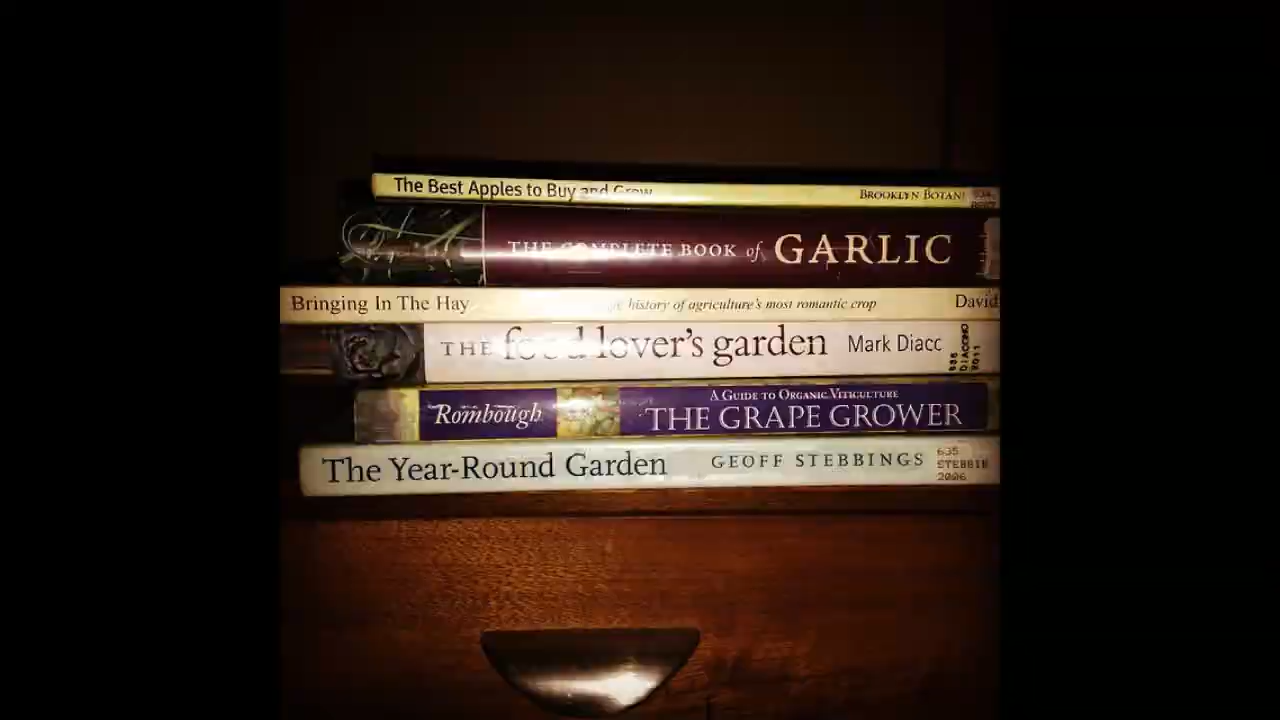 The Best Apples to Buy and Grow BROOKLYN BOTANI
THE COMPLETE BOOK of GARLIC
Bringing In The Hay history of agriculture's most romantic crop David
THE food lover's garden Mark Diacc
635
DIACONO
2011
Rombough A GUIDE TO ORGANIC VITICULTURE
THE GRAPE GROWER
The Year-Round Garden GEOFF STEBBINGS
635
STEBBIN
2006